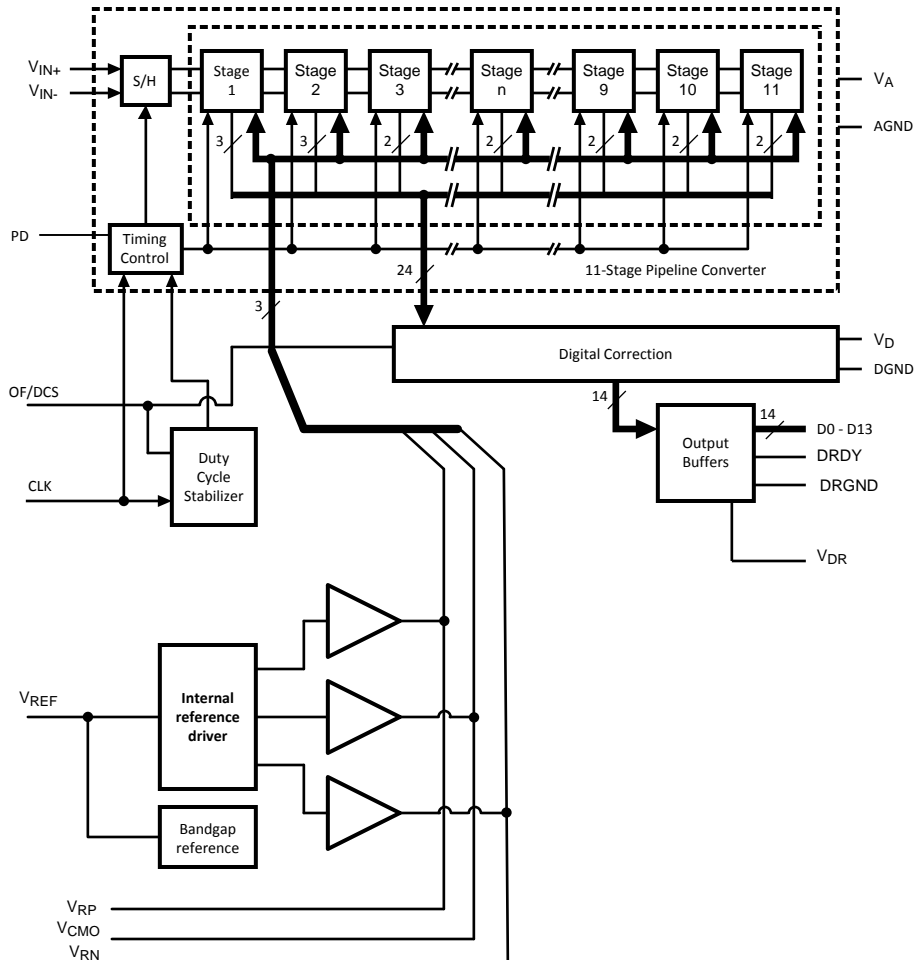 V_IN+
V_IN-
S/H
Stage
1
Stage
2
Stage
3
Stage
n
Stage
9
Stage
10
Stage
11
V_A
AGND
3
3
2
2
2
2
2
PD
Timing
Control
24
11-Stage Pipeline Converter
3
Digital Correction
V_D
DGND
OF/DCS
14
14
D0 - D13
Output
Buffers
DRDY
DRGND
Duty
Cycle
Stabilizer
CLK
V_DR
V_REF
Internal
reference
driver
Bandgap
reference
V_RP
V_CMO
V_RN